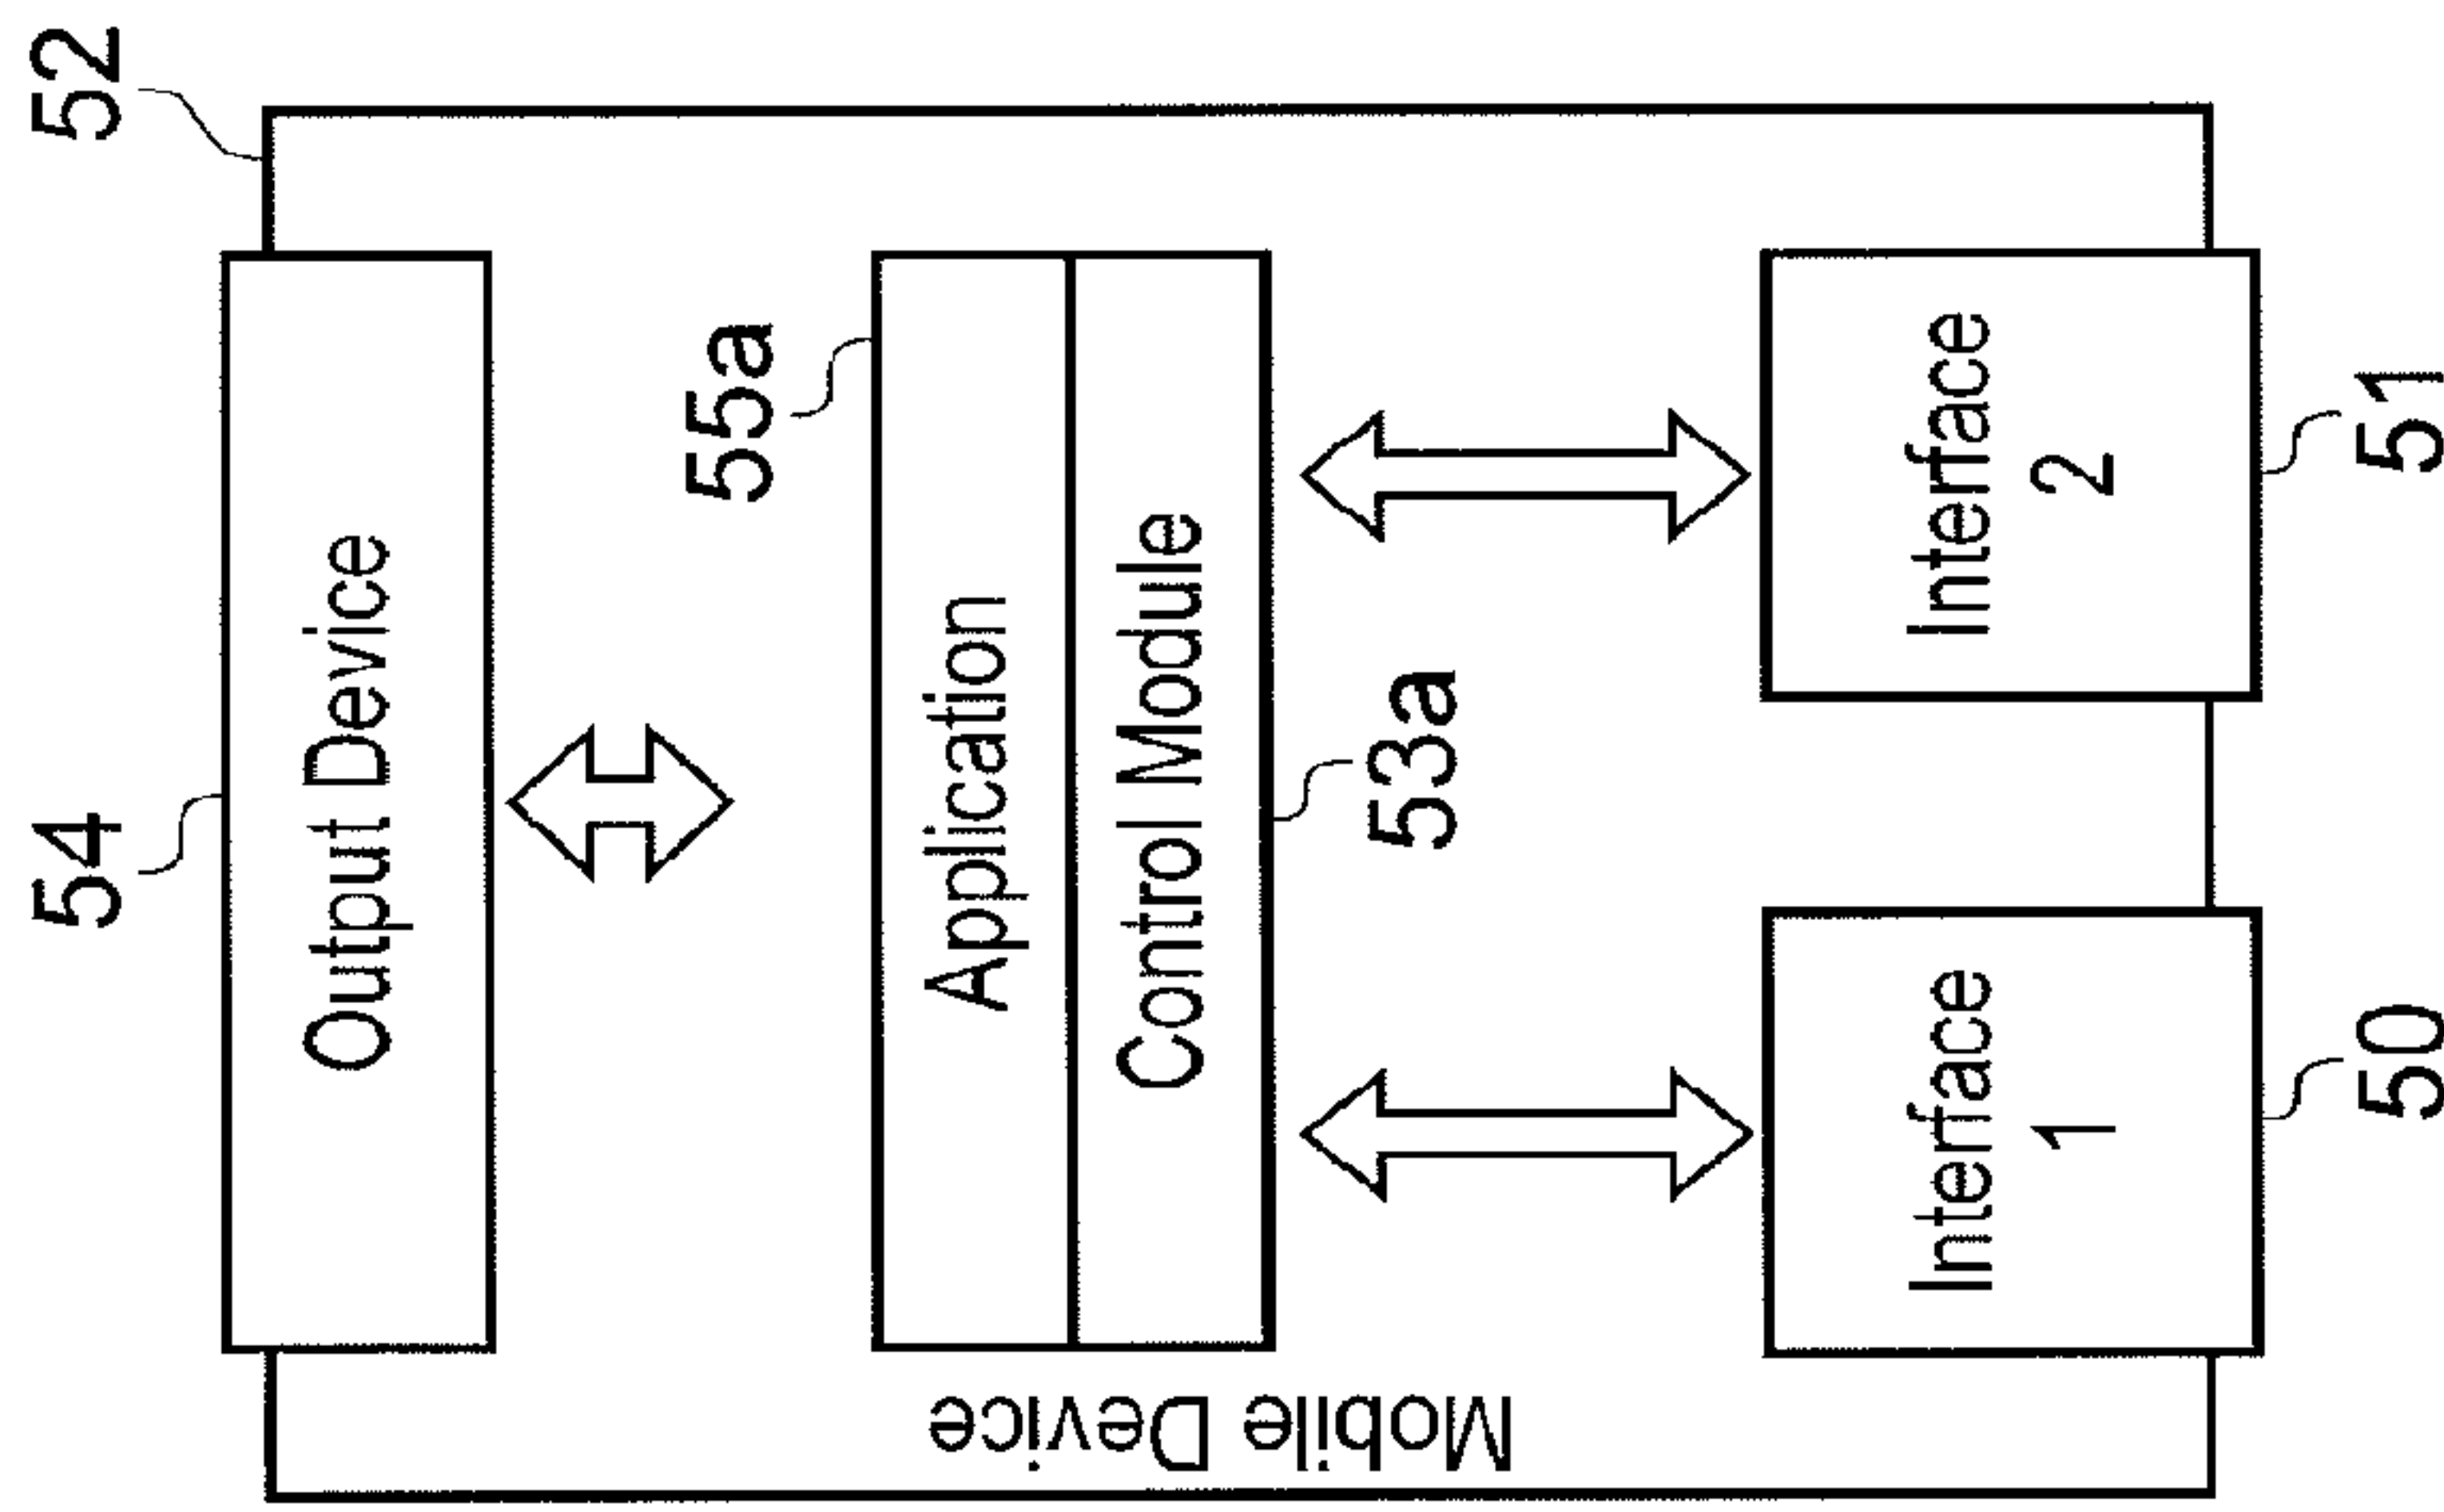 52
54
Output Device
55a
Application
Control Module
53a
Interface
1
Interface
2
50
51
Mobile Device